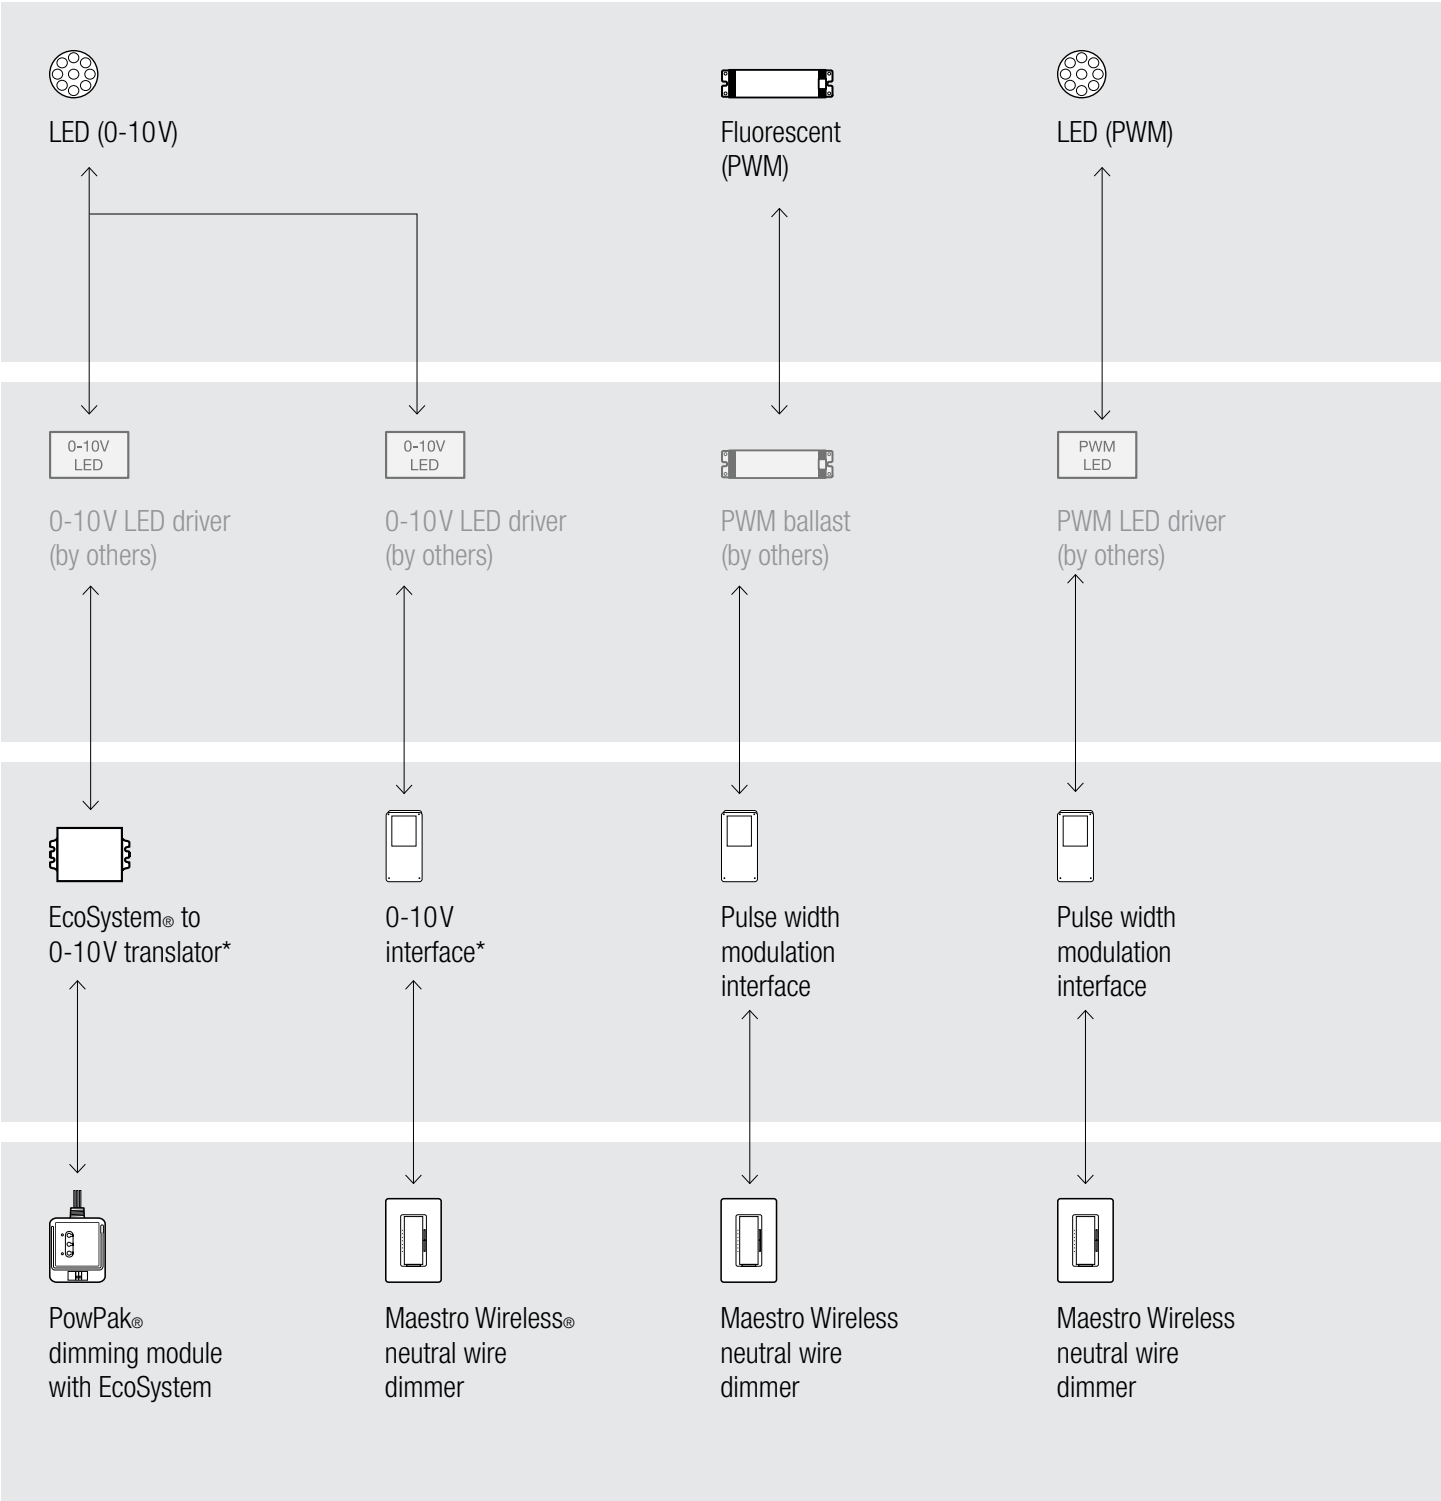 LED (0-10V)
Fluorescent
(PWM)
LED (PWM)
0-10V
LED
0-10V
LED
PWM
LED
0-10V LED driver
(by others)
0-10V LED driver
(by others)
PWM ballast
(by others)
PWM LED driver
(by others)
EcoSystem® to
0-10V translator*
0-10V
interface*
Pulse width
modulation
interface
Pulse width
modulation
interface
PowPak®
dimming module
with EcoSystem
Maestro Wireless®
neutral wire
dimmer
Maestro Wireless
neutral wire
dimmer
Maestro Wireless
neutral wire
dimmer